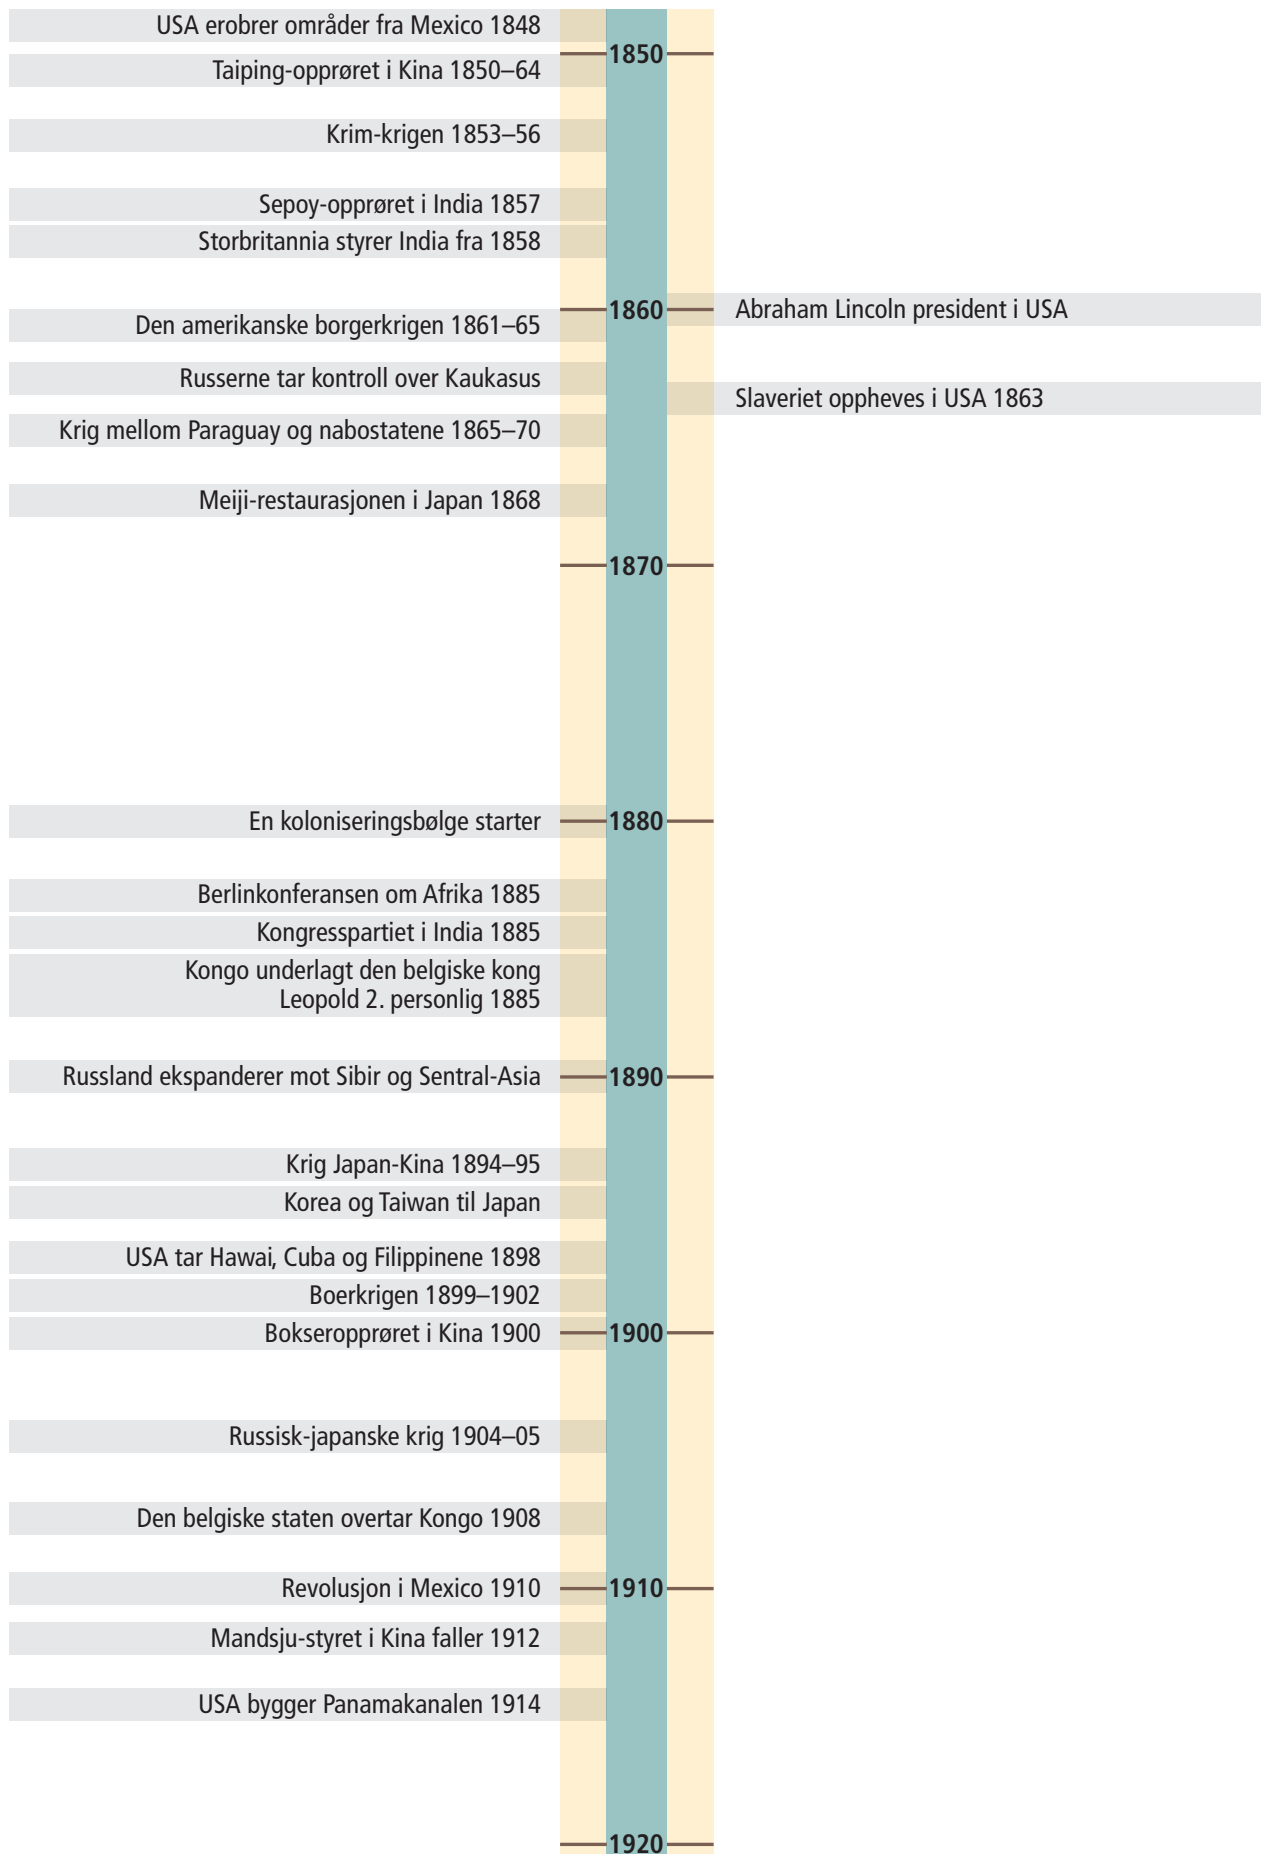 USA erobrer områder fra Mexico 1848
1850
Taiping-opprøret i Kina 1850–64
Krim-krigen 1853–56
Sepoy-opprøret i India 1857
Storbritannia styrer India fra 1858
1860
Abraham Lincoln president i USA
Den amerikanske borgerkrigen 1861–65
Russerne tar kontroll over Kaukasus
Slaveriet oppheves i USA 1863
Krig mellom Paraguay og nabostatene 1865–70
Meiji-restaurasjonen i Japan 1868
1870
En koloniseringsbølge starter
1880
Berlinkonferansen om Afrika 1885
Kongresspartiet i India 1885
Kongo underlagt den belgiske kong
Leopold 2. personlig 1885
Russland ekspanderer mot Sibir og Sentral-Asia
1890
Krig Japan-Kina 1894–95
Korea og Taiwan til Japan
USA tar Hawai, Cuba og Filippinene 1898
Boerkrigen 1899–1902
Bokseropprøret i Kina 1900
1900
Russisk-japanske krig 1904–05
Den belgiske staten overtar Kongo 1908
Revolusjon i Mexico 1910
1910
Mandsju-styret i Kina faller 1912
USA bygger Panamakanalen 1914
1920